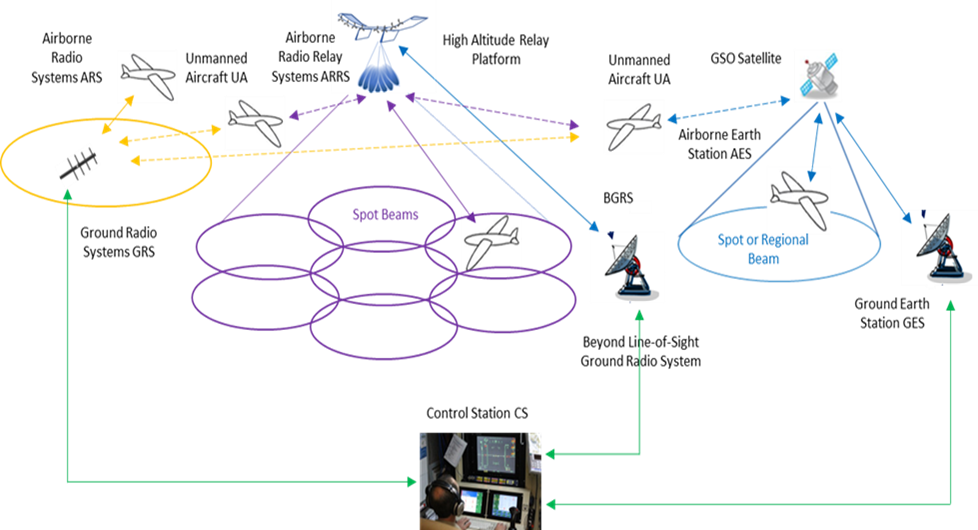 Airborne
Radio
Systems ARS
Unmanned
Aircraft UA
Airborne
Radio Relay
Systems ARRS
High Altitude Relay
Platform
Unmanned
Aircraft UA
GSO Satellite
Airborne Earth
Station AES
Ground Radio
Systems GRS
Spot Beams
BGRS
Spot or Regional
Beam
Ground Earth
Station GES
Beyond Line-of-Sight
Ground Radio System
Control Station CS